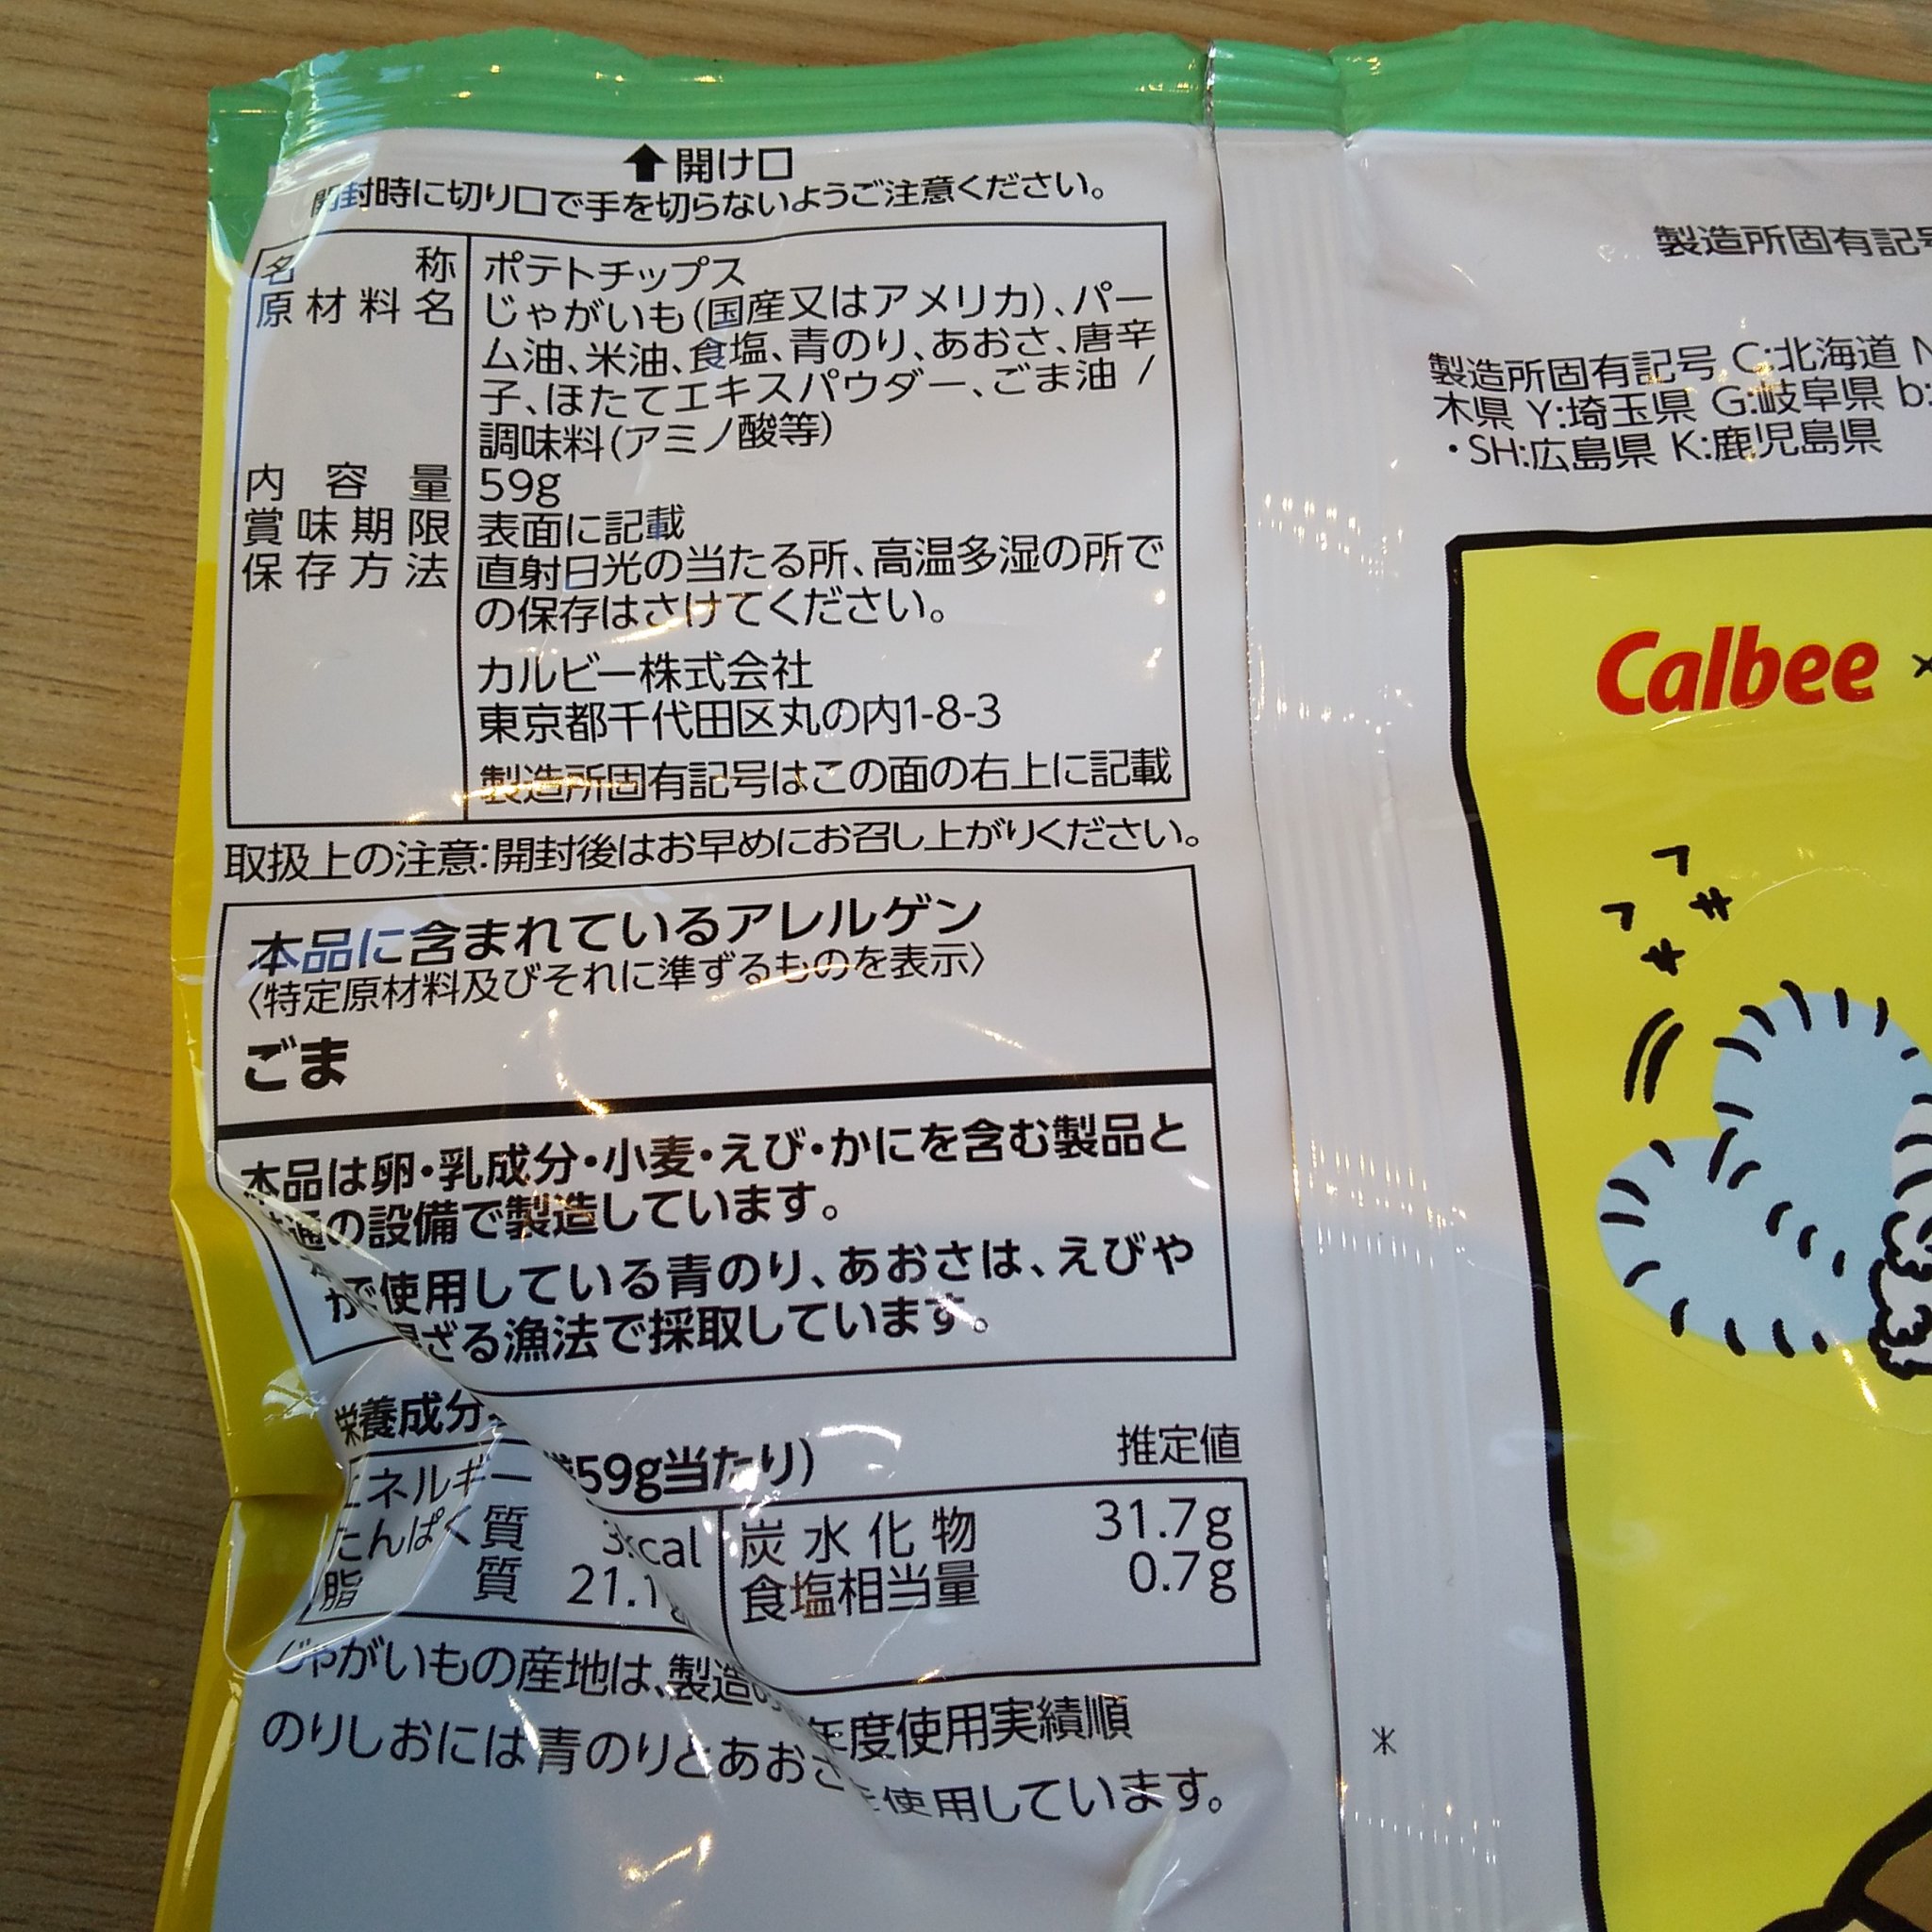 開け口
開封時に切り口で手を切らないようご注意ください。
名称 ポテトチップス
原材料名 じゃがいも(国産又はアメリカ)、パー
ム油、米油、食塩、青のり、あおさ、唐辛
子、ほたてエキスパウダー、ごま油 /
調味料(アミノ酸等)
内容量 59g
賞味期限 表面に記載
保存方法 直射日光の当たる所、高温多湿の所で
の保存はさけてください。
カルビー株式会社
東京都千代田区丸の内1-8-3
製造所固有記号はこの面の右上に記載
取扱上の注意:開封後はお早めにお召し上がりください。
本品に含まれているアレルゲン
〈特定原材料及びそれに準ずるものを表示〉
ごま
本品は卵・乳成分・小麦・えび・かにを含む製品と
通の設備で製造しています。
で使用している青のり、あおさは、えびや
か
ざる漁法で採取しています。
栄養成分
59g当たり) 推定値
エネルギー kcal 炭水化物 31.7g
たんぱく質 食塩相当量 0.7g
脂質 21.1
じゃがいもの産地は、製造 年度使用実績順
のりしおには青のりとあおさ 使用しています。
製造所固有記号
製造所固有記号 C:北海道
木県 Y:埼玉県 G:岐阜県 b:
・SH:広島県 K:鹿児島県
Calbee ×
キ
キ
*